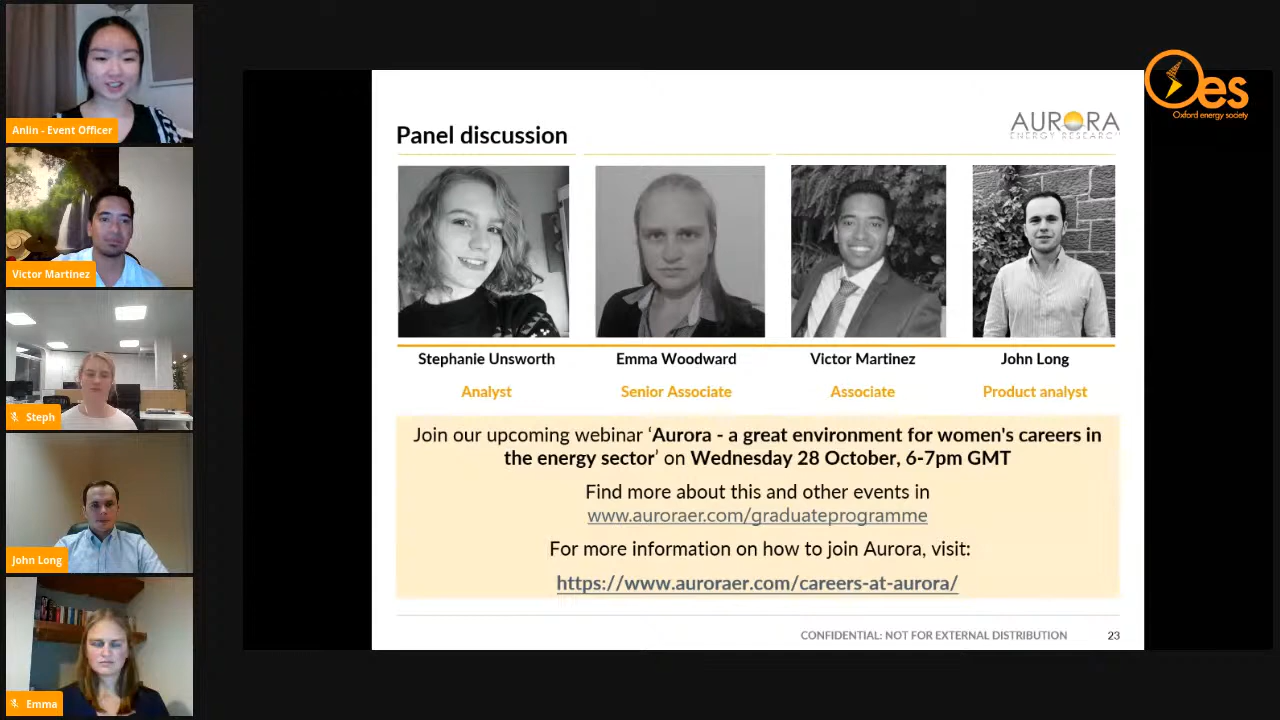 Anlin - Event Officer
Victor Martinez
Steph
John Long
Emma
Oes
Oxford energy society
AURORA
ENERGY RESEARCH
Panel discussion
Stephanie Unsworth
Emma Woodward
Victor Martinez
John Long
Analyst
Senior Associate
Associate
Product analyst
Join our upcoming webinar ‘Aurora - a great environment for women's careers in
the energy sector’ on Wednesday 28 October, 6-7pm GMT
Find more about this and other events in
www.auroraer.com/graduateprogramme
For more information on how to join Aurora, visit:
https://www.auroraer.com/careers-at-aurora/
CONFIDENTIAL: NOT FOR EXTERNAL DISTRIBUTION
23